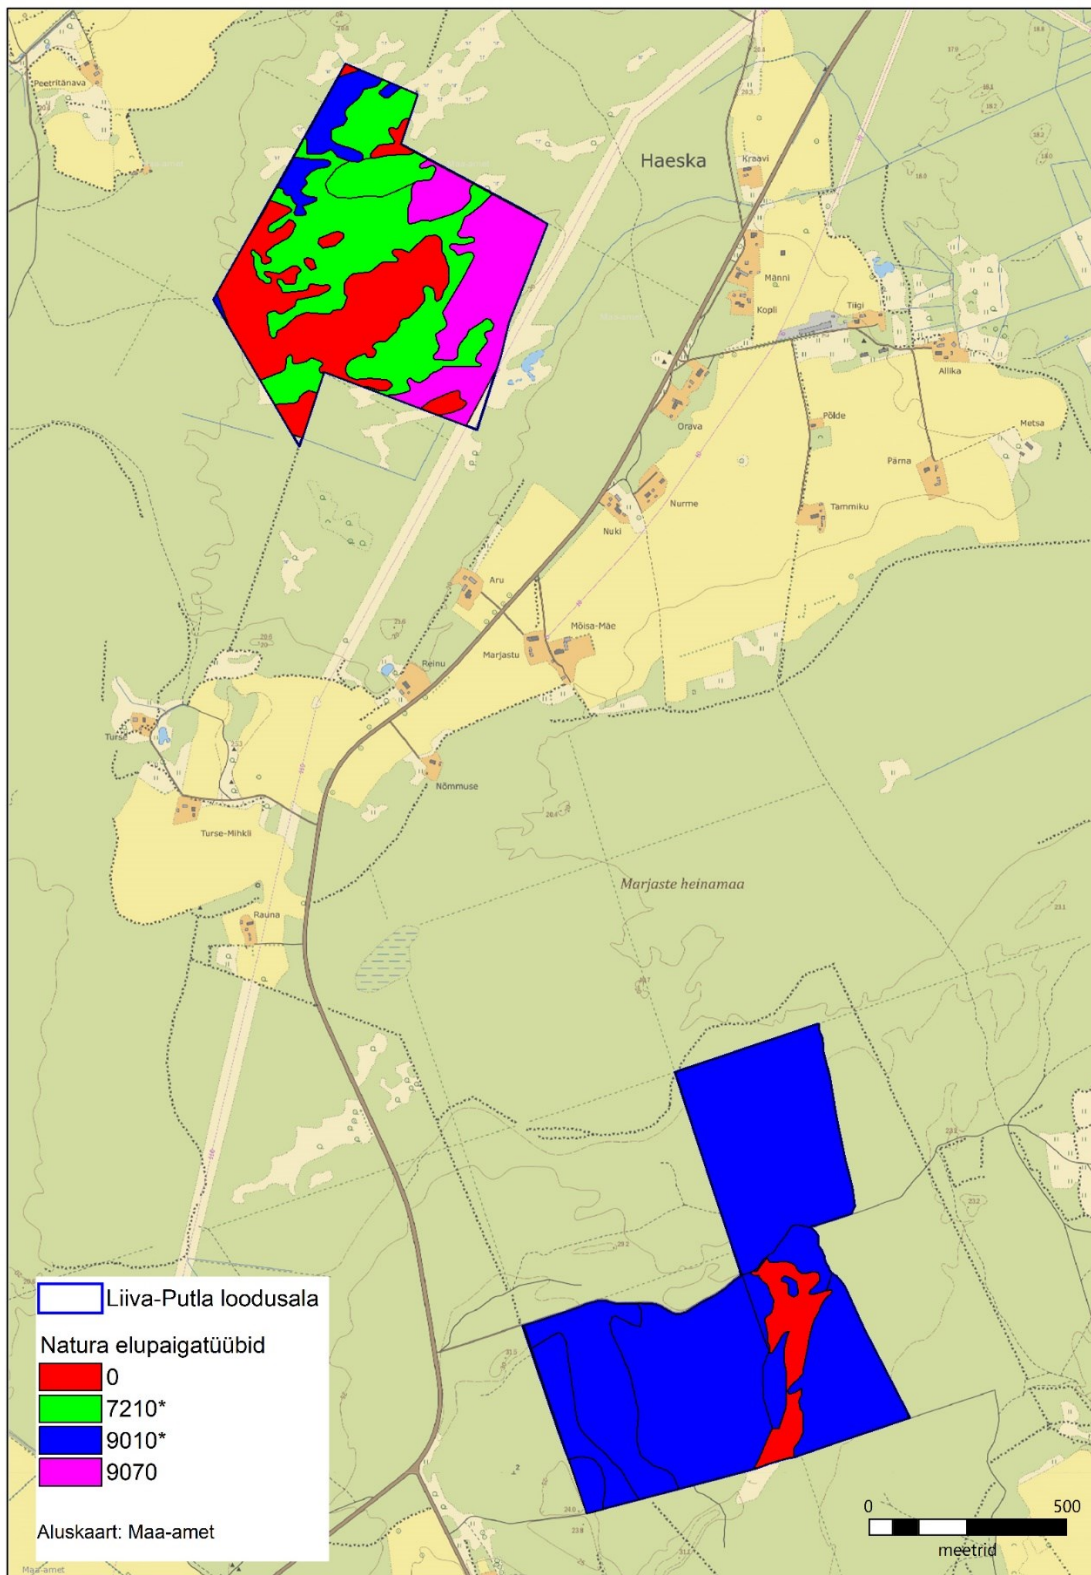 Peetritänava
Haeska
Kraavi
Männi
Kopli
Tiigi
Allika
Orava
Põlde
Metsa
Pärna
Nurme
Nuki
Tammiku
Aru
Mõisa-Mäe
Marjastu
Reinu
Turse
Nõmmuse
Turse-Mihkli
Marjaste heinamaa
Rauna
Liiva-Putla loodusala
Natura elupaigatüübid
0
7210*
9010*
9070
Aluskaart: Maa-amet
0 500
meetrid
Maa-amet